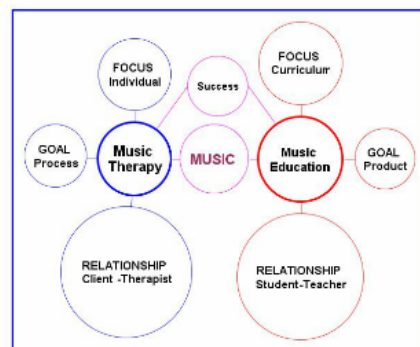 FOCUS
Individual
Success
FOCUS
Curriculum
GOAL
Process
Music
Therapy
MUSIC
Music
Education
GOAL
Product
RELATIONSHIP
Client -Therapist
RELATIONSHIP
Student-Teacher